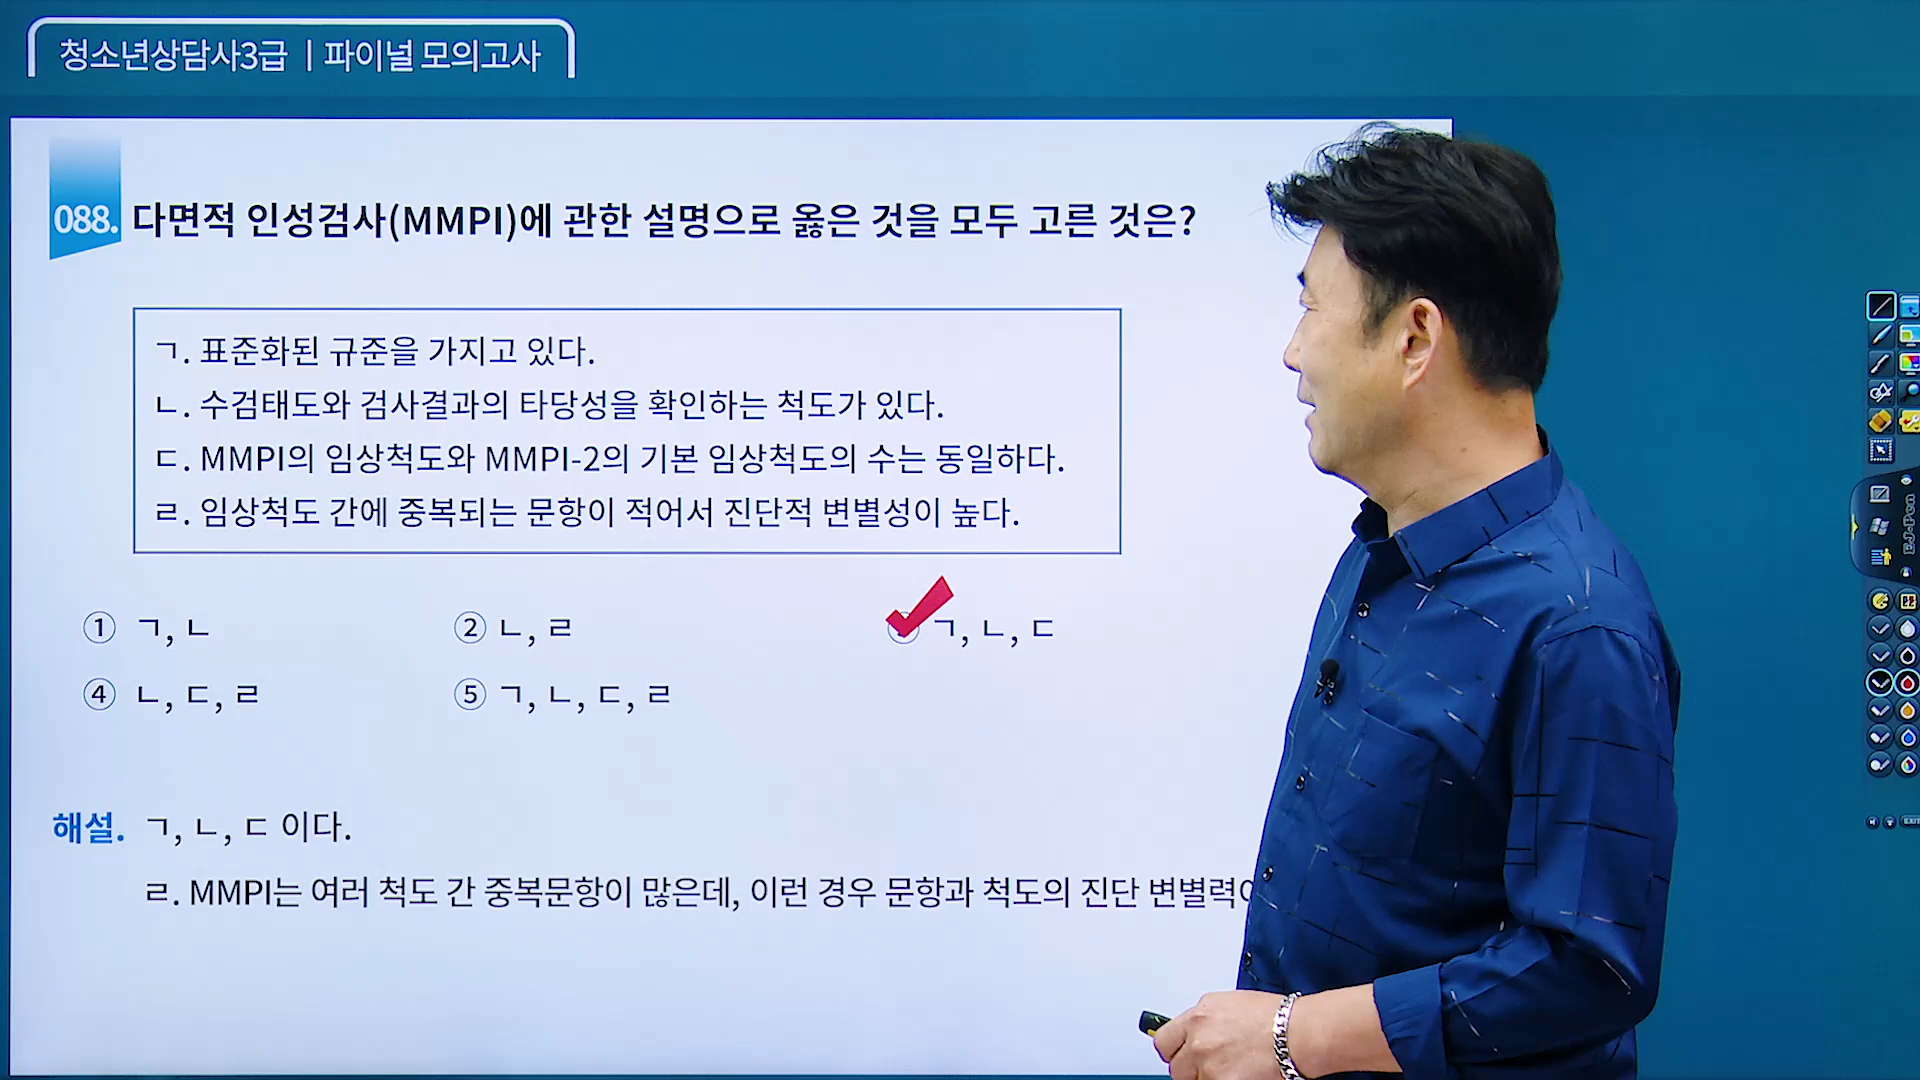 청소년상담사3급 | 파이널 모의고사
088. 다면적 인성검사(MMPI)에 관한 설명으로 옳은 것을 모두 고른 것은?
ㄱ. 표준화된 규준을 가지고 있다.
ㄴ. 수검태도와 검사결과의 타당성을 확인하는 척도가 있다.
ㄷ. MMPI의 임상척도와 MMPI-2의 기본 임상척도의 수는 동일하다.
ㄹ. 임상척도 간에 중복되는 문항이 적어서 진단적 변별성이 높다.
① ㄱ, ㄴ
② ㄴ, ㄹ
ㄱ, ㄴ, ㄷ
④ ㄴ, ㄷ, ㄹ
⑤ ㄱ, ㄴ, ㄷ, ㄹ
해설. ㄱ, ㄴ, ㄷ 이다.
ㄹ. MMPI는 여러 척도 간 중복문항이 많은데, 이런 경우 문항과 척도의 진단 변별력
EXIT